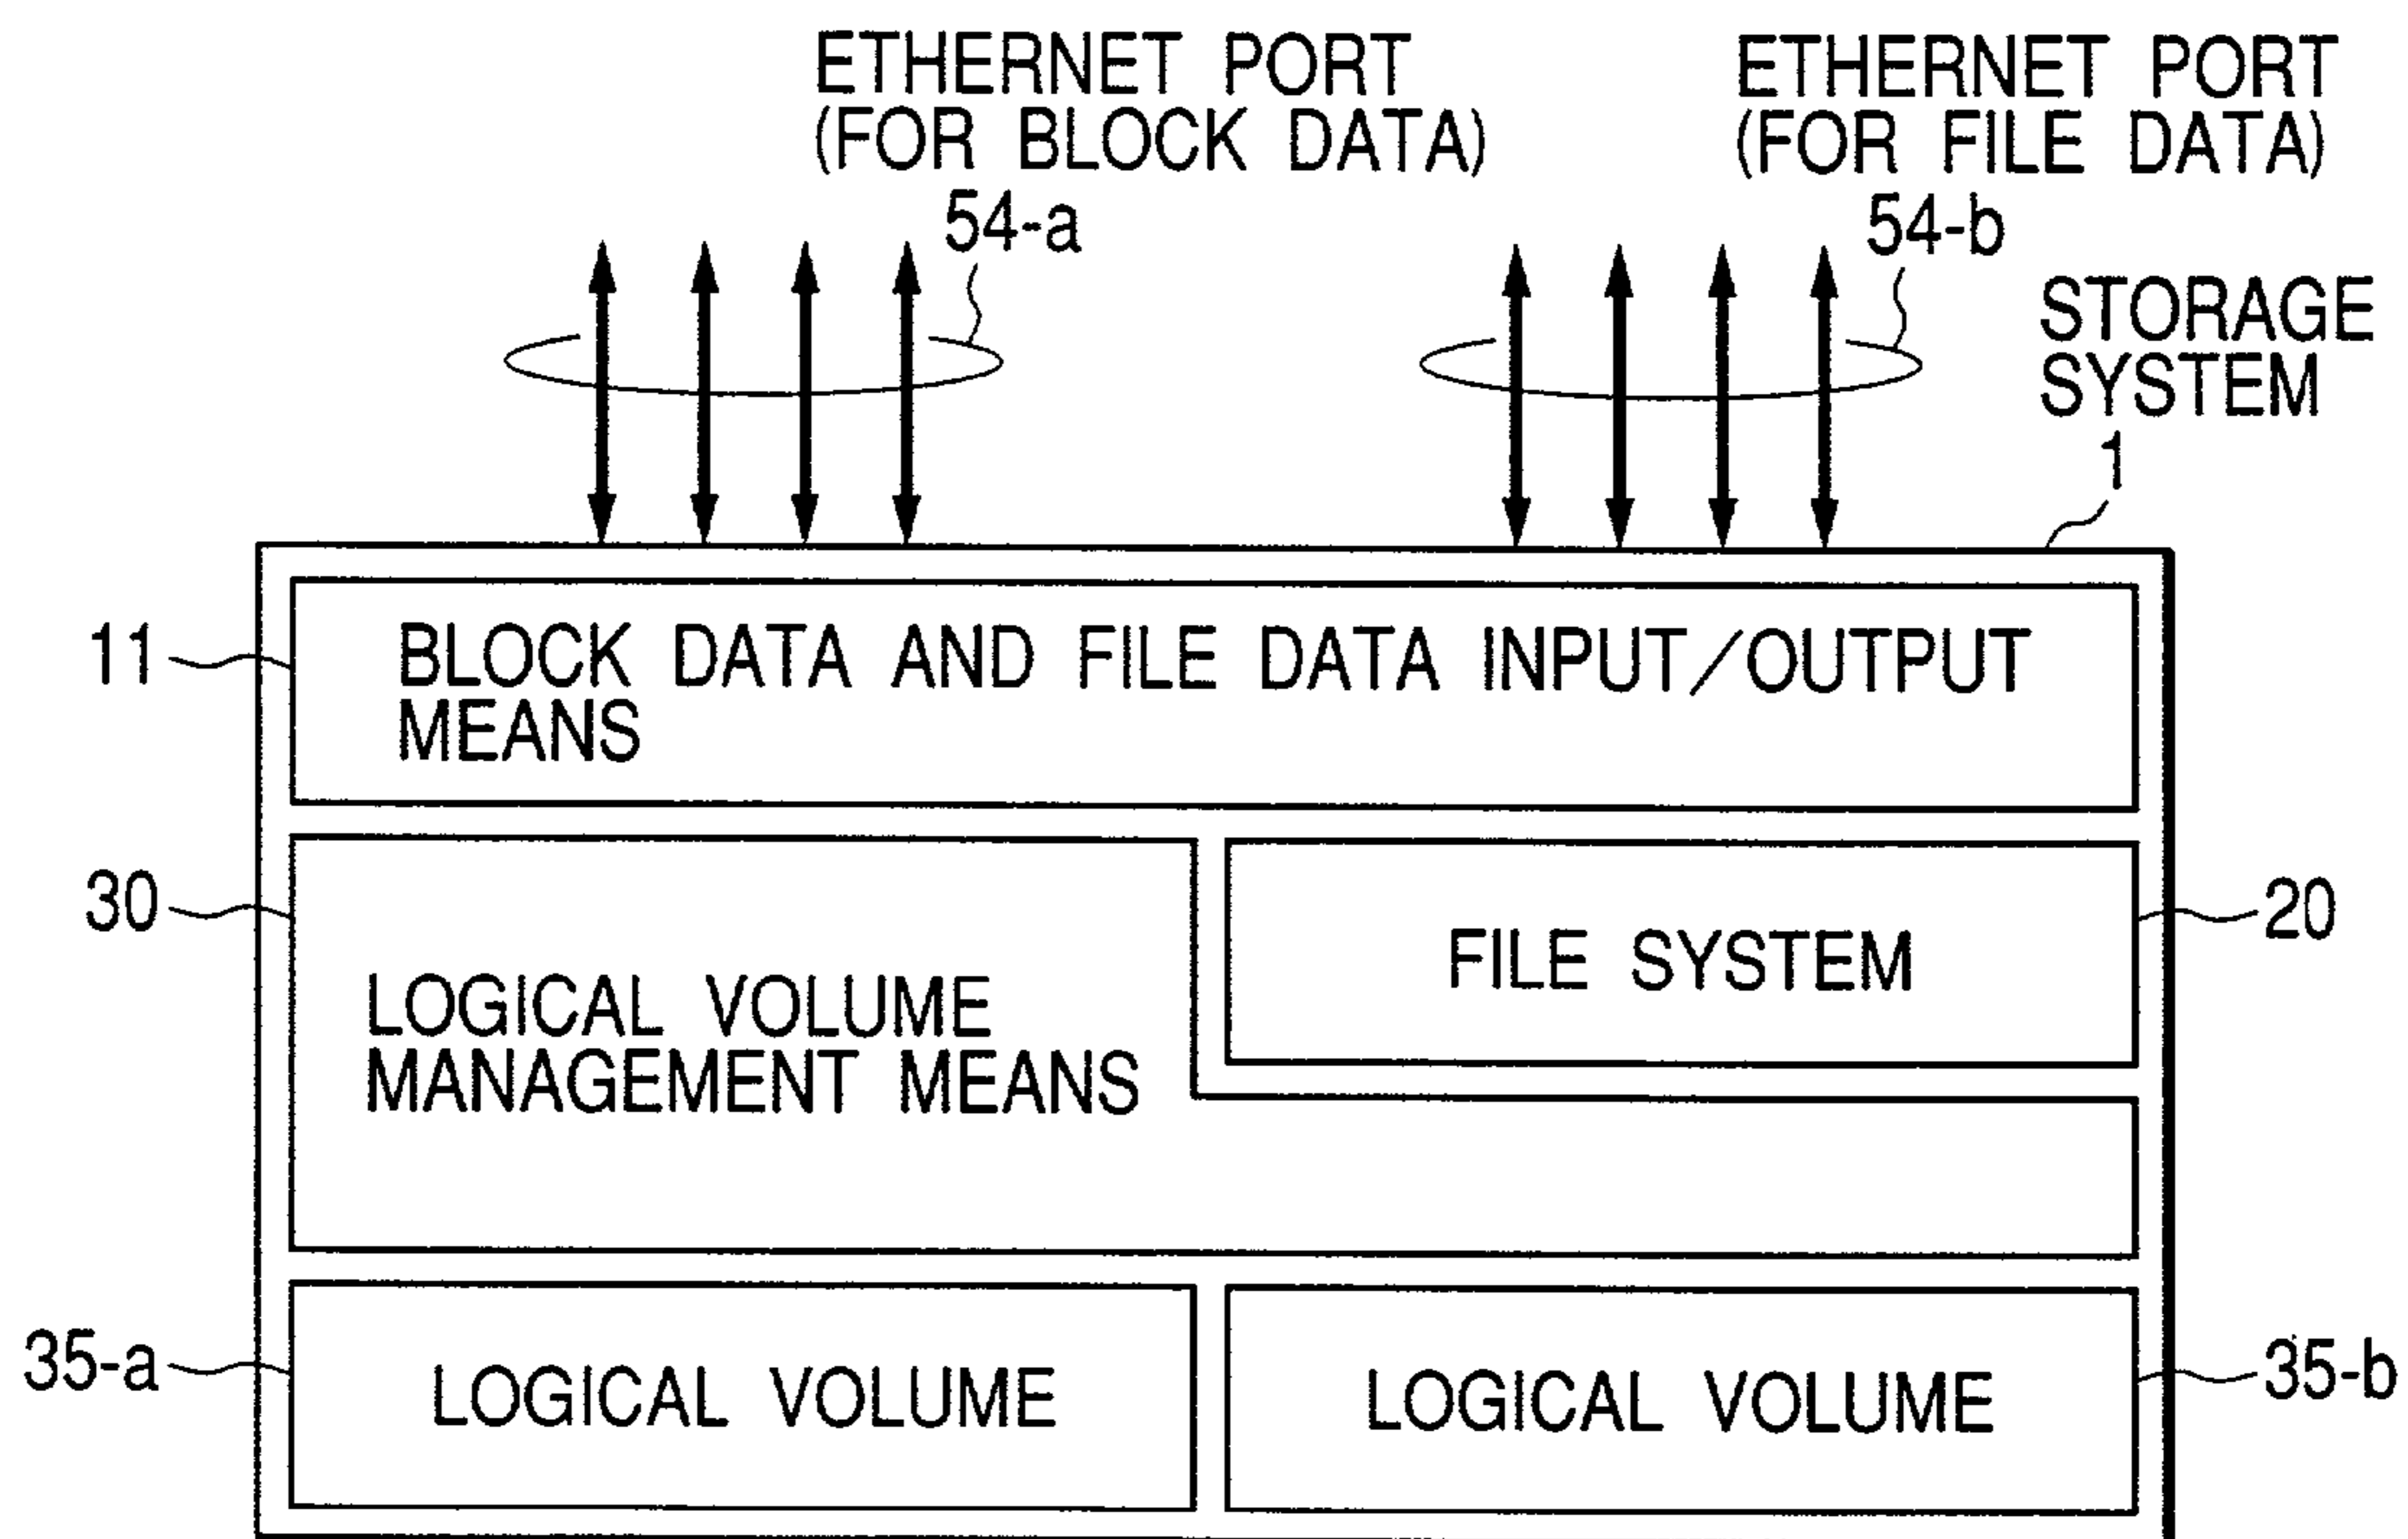 ETHERNET PORT
(FOR BLOCK DATA)
54-a
ETHERNET PORT
(FOR FILE DATA)
54-b
STORAGE
SYSTEM
1
11
BLOCK DATA AND FILE DATA INPUT/OUTPUT
MEANS
30
LOGICAL VOLUME
MANAGEMENT MEANS
FILE SYSTEM
20
35-a
LOGICAL VOLUME
LOGICAL VOLUME
35-b